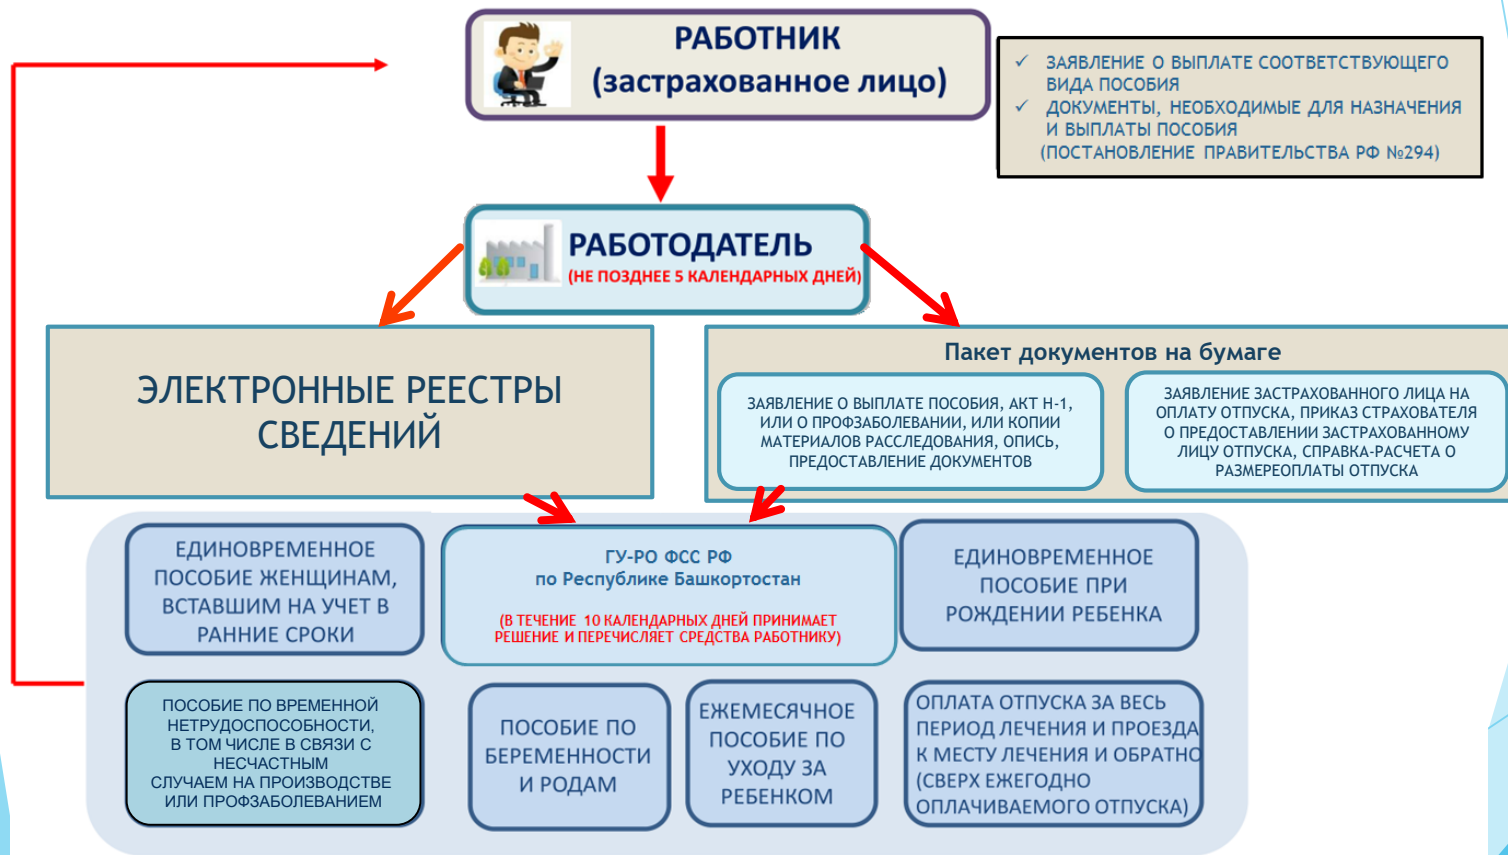 РАБОТНИК
(застрахованное лицо)
✓ ЗАЯВЛЕНИЕ О ВЫПЛАТЕ СООТВЕТСТВУЮЩЕГО
ВИДА ПОСОБИЯ
✓ ДОКУМЕНТЫ, НЕОБХОДИМЫЕ ДЛЯ НАЗНАЧЕНИЯ
И ВЫПЛАТЫ ПОСОБИЯ
(ПОСТАНОВЛЕНИЕ ПРАВИТЕЛЬСТВА РФ №294)
РАБОТОДАТЕЛЬ
(НЕ ПОЗДНЕЕ 5 КАЛЕНДАРНЫХ ДНЕЙ)
ЭЛЕКТРОННЫЕ РЕЕСТРЫ
СВЕДЕНИЙ
Пакет документов на бумаге
ЗАЯВЛЕНИЕ О ВЫПЛАТЕ ПОСОБИЯ, АКТ Н-1,
ИЛИ О ПРОФЗАБОЛЕВАНИИ, ИЛИ КОПИИ
МАТЕРИАЛОВ РАССЛЕДОВАНИЯ, ОПИСЬ,
ПРЕДОСТАВЛЕНИЕ ДОКУМЕНТОВ
ЗАЯВЛЕНИЕ ЗАСТРАХОВАННОГО ЛИЦА НА
ОПЛАТУ ОТПУСКА, ПРИКАЗ СТРАХОВАТЕЛЯ
О ПРЕДОСТАВЛЕНИИ ЗАСТРАХОВАННОМУ
ЛИЦУ ОТПУСКА, СПРАВКА-РАСЧЕТА О
РАЗМЕРЕОПЛАТЫ ОТПУСКА
ЕДИНОВРЕМЕННОЕ
ПОСОБИЕ ЖЕНЩИНАМ,
ВСТАВШИМ НА УЧЕТ В
РАННИЕ СРОКИ
ГУ-РО ФСС РФ
по Республике Башкортостан
(В ТЕЧЕНИЕ 10 КАЛЕНДАРНЫХ ДНЕЙ ПРИНИМАЕТ
РЕШЕНИЕ И ПЕРЕЧИСЛЯЕТ СРЕДСТВА РАБОТНИКУ)
ЕДИНОВРЕМЕННОЕ
ПОСОБИЕ ПРИ
РОЖДЕНИИ РЕБЕНКА
ПОСОБИЕ ПО ВРЕМЕННОЙ
НЕТРУДОСПОСОБНОСТИ,
В ТОМ ЧИСЛЕ В СВЯЗИ С
НЕСЧАСТНЫМ
СЛУЧАЕМ НА ПРОИЗВОДСТВЕ
ИЛИ ПРОФЗАБОЛЕВАНИЕМ
ПОСОБИЕ ПО
БЕРЕМЕННОСТИ
И РОДАМ
ЕЖЕМЕСЯЧНОЕ
ПОСОБИЕ ПО
УХОДУ ЗА
РЕБЕНКОМ
ОПЛАТА ОТПУСКА ЗА ВЕСЬ
ПЕРИОД ЛЕЧЕНИЯ И ПРОЕЗДА
К МЕСТУ ЛЕЧЕНИЯ И ОБРАТНО
(СВЕРХ ЕЖЕГОДНО
ОПЛАЧИВАЕМОГО ОТПУСКА)